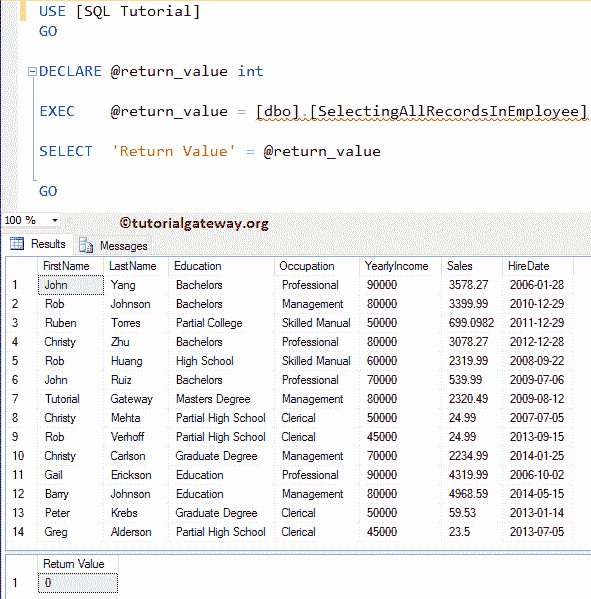 USE [SQL Tutorial]
GO
DECLARE @return_value int
EXEC @return_value = [dbo].[SelectingAllRecordsInEmployee]
SELECT 'Return Value' = @return_value
GO
100 %
©tutorialgateway.org
Results Messages
FirstName LastName Education Occupation YearlyIncome Sales HireDate
1 John Yang Bachelors Professional 90000 3578.27 2006-01-28
2 Rob Johnson Bachelors Management 80000 3399.99 2010-12-29
3 Ruben Torres Partial College Skilled Manual 50000 699.0982 2011-12-29
4 Christy Zhu Bachelors Professional 80000 3078.27 2012-12-28
5 Rob Huang High School Skilled Manual 60000 2319.99 2008-09-22
6 John Ruiz Bachelors Professional 70000 539.99 2009-07-06
7 Tutorial Gateway Masters Degree Management 80000 2320.49 2009-08-12
8 Christy Mehta Partial High School Clerical 50000 24.99 2007-07-05
9 Rob Verhoff Partial High School Clerical 45000 24.99 2013-09-15
10 Christy Carlson Graduate Degree Management 70000 2234.99 2014-01-25
11 Gail Erickson Education Professional 90000 4319.99 2006-10-02
12 Barry Johnson Education Management 80000 4968.59 2014-05-15
13 Peter Krebs Graduate Degree Clerical 50000 59.53 2013-01-14
14 Greg Alderson Partial High School Clerical 45000 23.5 2013-07-05
Return Value
1 0